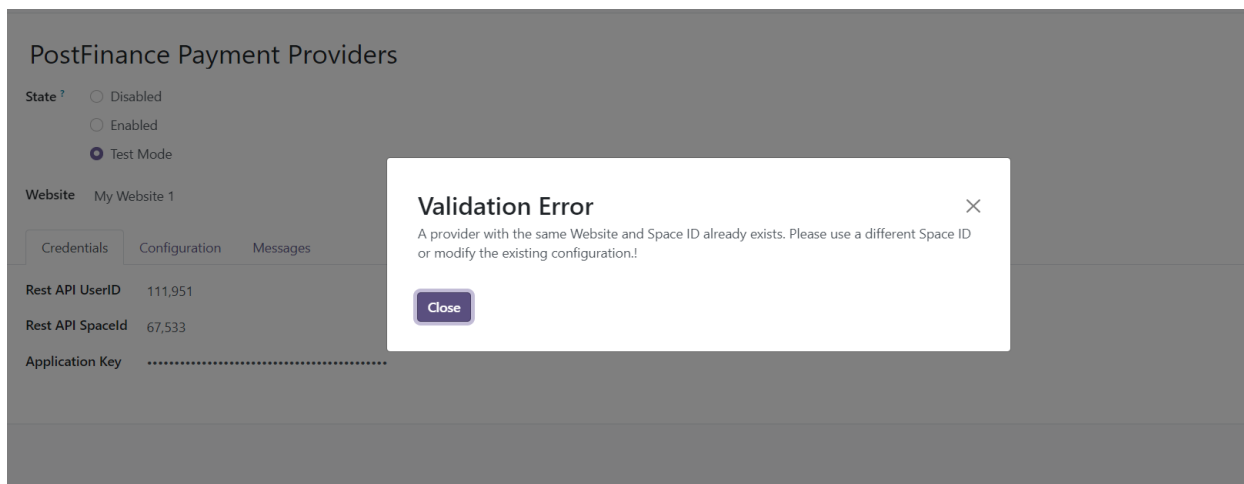 PostFinance Payment Providers
State ?
Disabled
Enabled
Test Mode
Website My Website 1
Validation Error
A provider with the same Website and Space ID already exists. Please use a different Space ID
or modify the existing configuration.!
Close
Credentials Configuration Messages
Rest API UserID 111,951
Rest API SpaceId 67,533
Application Key ••••••••••••••••••••••••••••••••••••••••••••